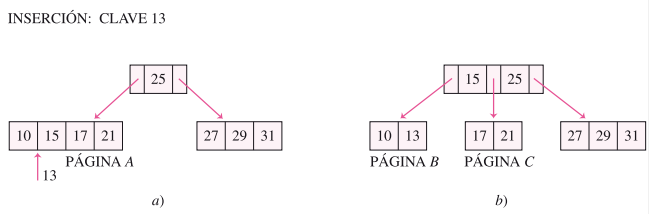 INSERCIÓN: CLAVE 13
25
15 25
10 15 17 21
27 29 31
10 13
17 21
27 29 31
PÁGINA A
PÁGINA B
PÁGINA C
13
a)
b)